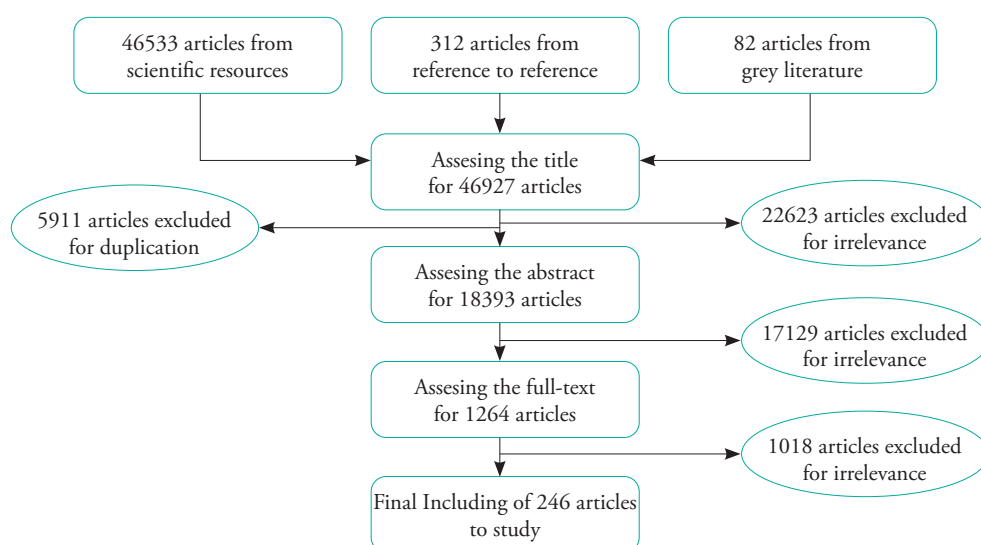 46533 articles from
scientific resources
312 articles from
reference to reference
82 articles from
grey literature
Assesing the title
for 46927 articles
5911 articles excluded
for duplication
22623 articles excluded
for irrelevance
Assesing the abstract
for 18393 articles
17129 articles excluded
for irrelevance
Assesing the full-text
for 1264 articles
1018 articles excluded
for irrelevance
Final Including of 246 articles
to study